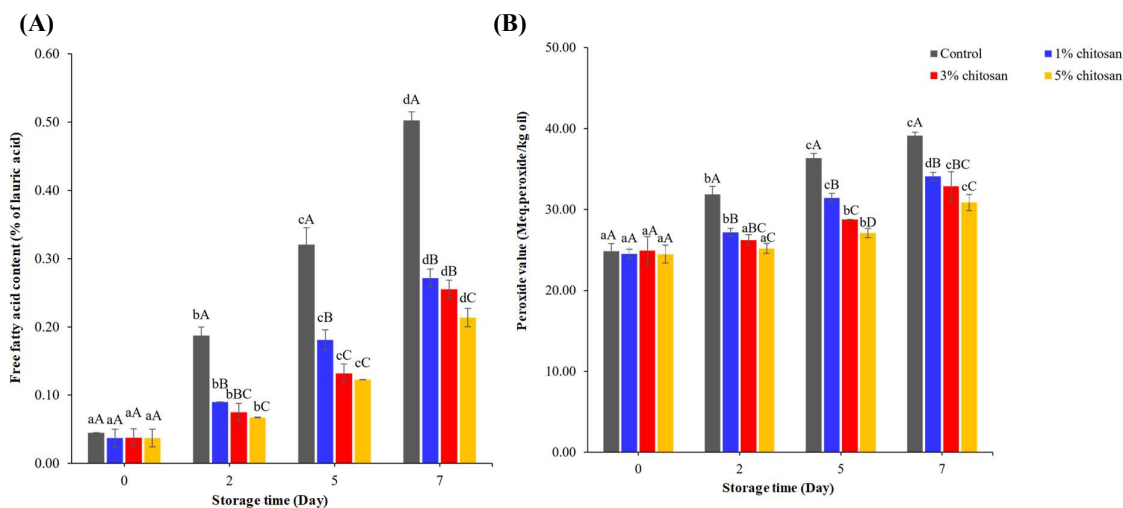 (A)
Free fatty acid content (% of lauric acid)
0.60
0.50
0.40
0.30
0.20
0.10
0.00
aA aA aA aA
bA bB bBC bC
cA cB cC cC
dA dB dB dC
0 2 5 7
Storage time (Day)
(B)
Peroxide value (Meq-peroxide/kg oil)
50.00
40.00
30.00
20.00
10.00
0.00
Control 1% chitosan
3% chitosan 5% chitosan
aA aA aA aA
bA bB aBC aC
cA cB bC bD
cA dB cBC cC
0 2 5 7
Storage time (Day)